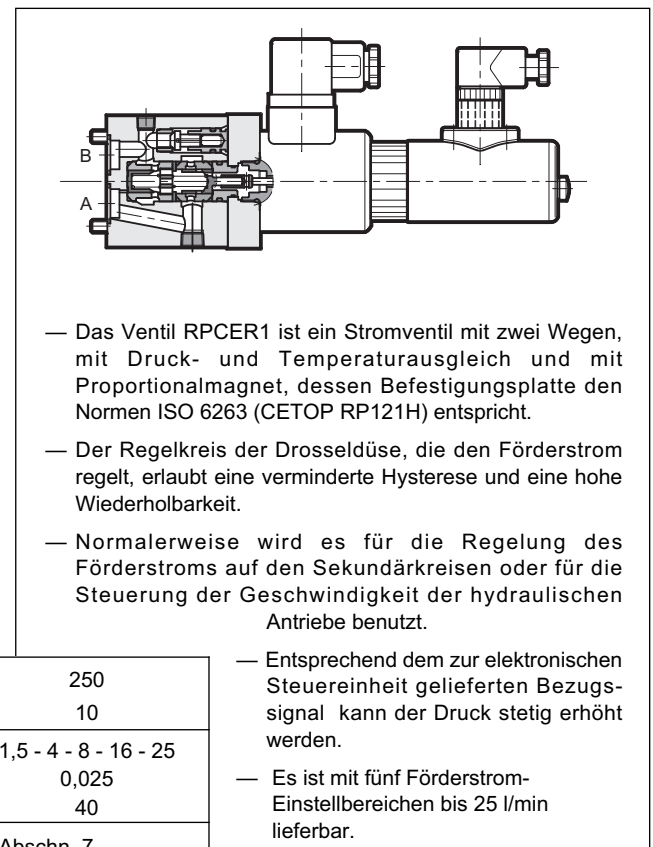 B
A
— Das Ventil RPCER1 ist ein Stromventil mit zwei Wegen,
mit Druck- und Temperaturausgleich und mit
Proportionalmagnet, dessen Befestigungsplatte den
Normen ISO 6263 (CETOP RP121H) entspricht.
— Der Regelkreis der Drosseldüse, die den Förderstrom
regelt, erlaubt eine verminderte Hysterese und eine hohe
Wiederholbarkeit.
— Normalerweise wird es für die Regelung des
Förderstroms auf den Sekundärkreisen oder für die
Steuerung der Geschwindigkeit der hydraulischen
Antriebe benutzt.
— Entsprechend dem zur elektronischen
Steuereinheit gelieferten Bezugs-
signal kann der Druck stetig erhöht
werden.
— Es ist mit fünf Förderstrom-
Einstellbereichen bis 25 l/min
lieferbar.
250
10
1,5 - 4 - 8 - 16 - 25
0,025
40
Abschn. 7